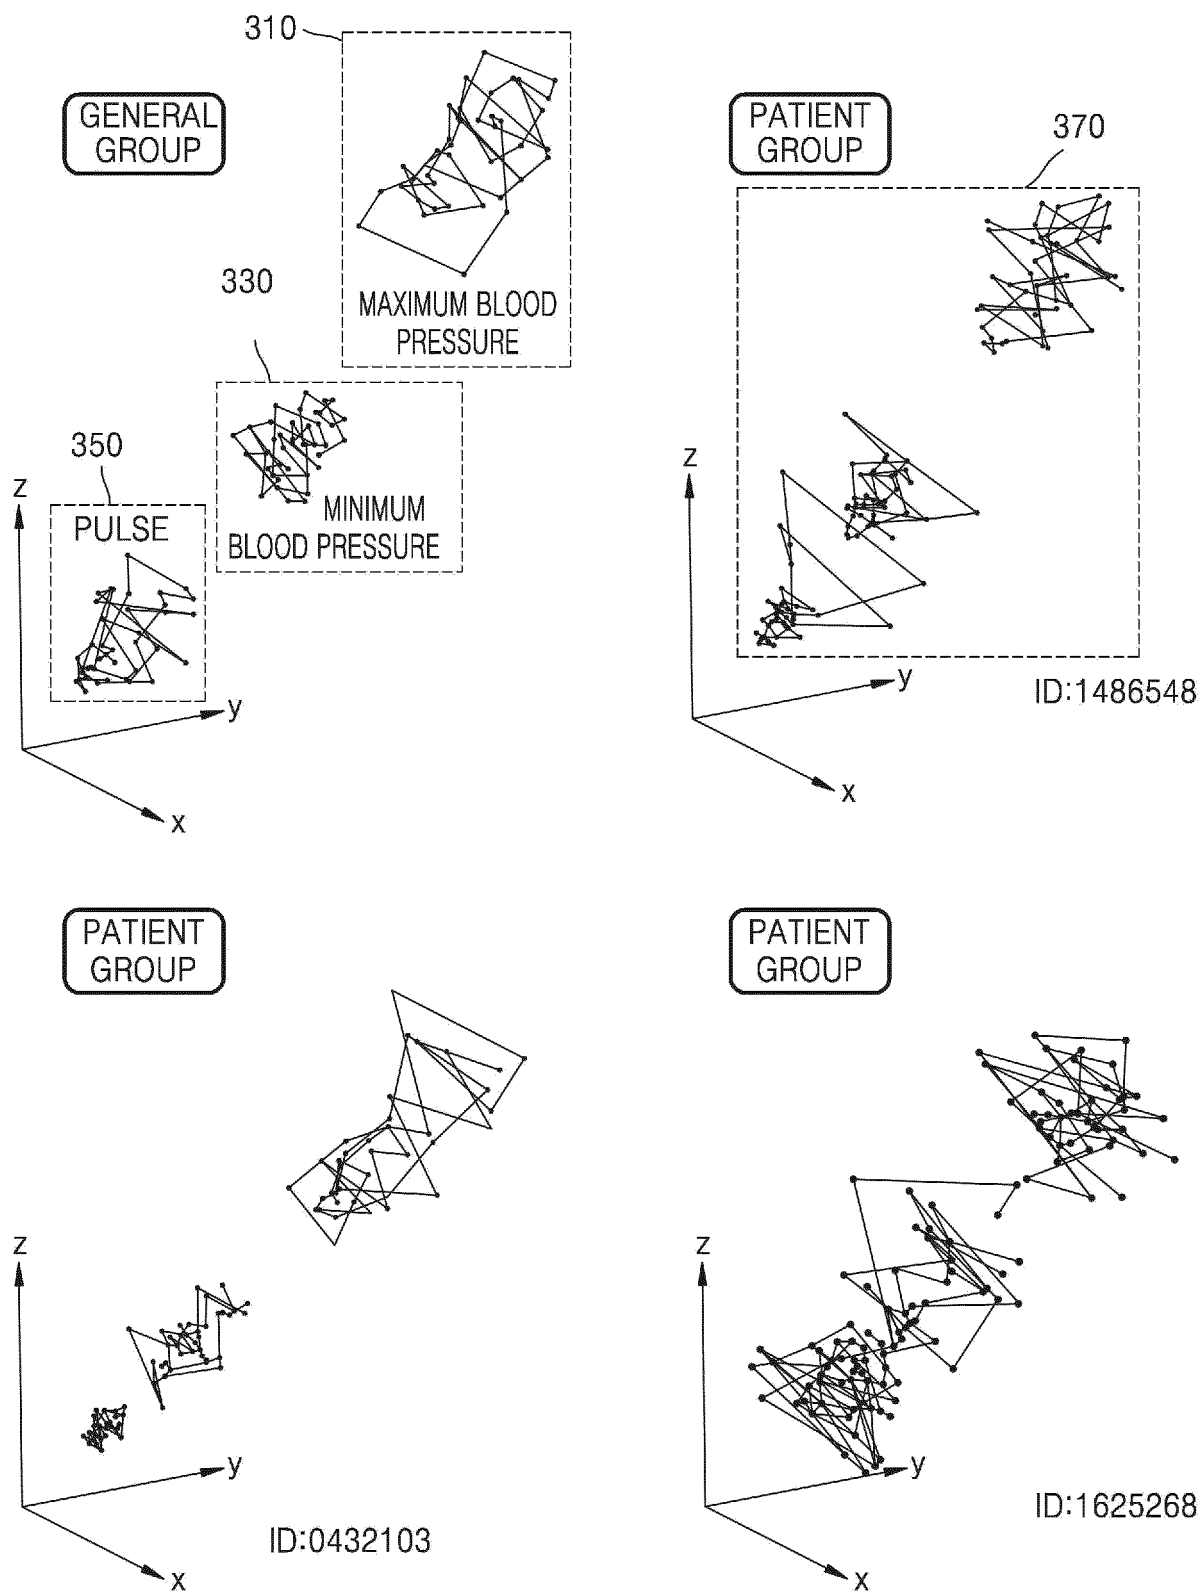 310
GENERAL
GROUP
MAXIMUM BLOOD
PRESSURE
330
MINIMUM
BLOOD PRESSURE
350
PULSE
z
y
x
PATIENT
GROUP
370
z
y
x
ID:1486548
PATIENT
GROUP
z
y
x
ID:0432103
PATIENT
GROUP
z
y
x
ID:1625268